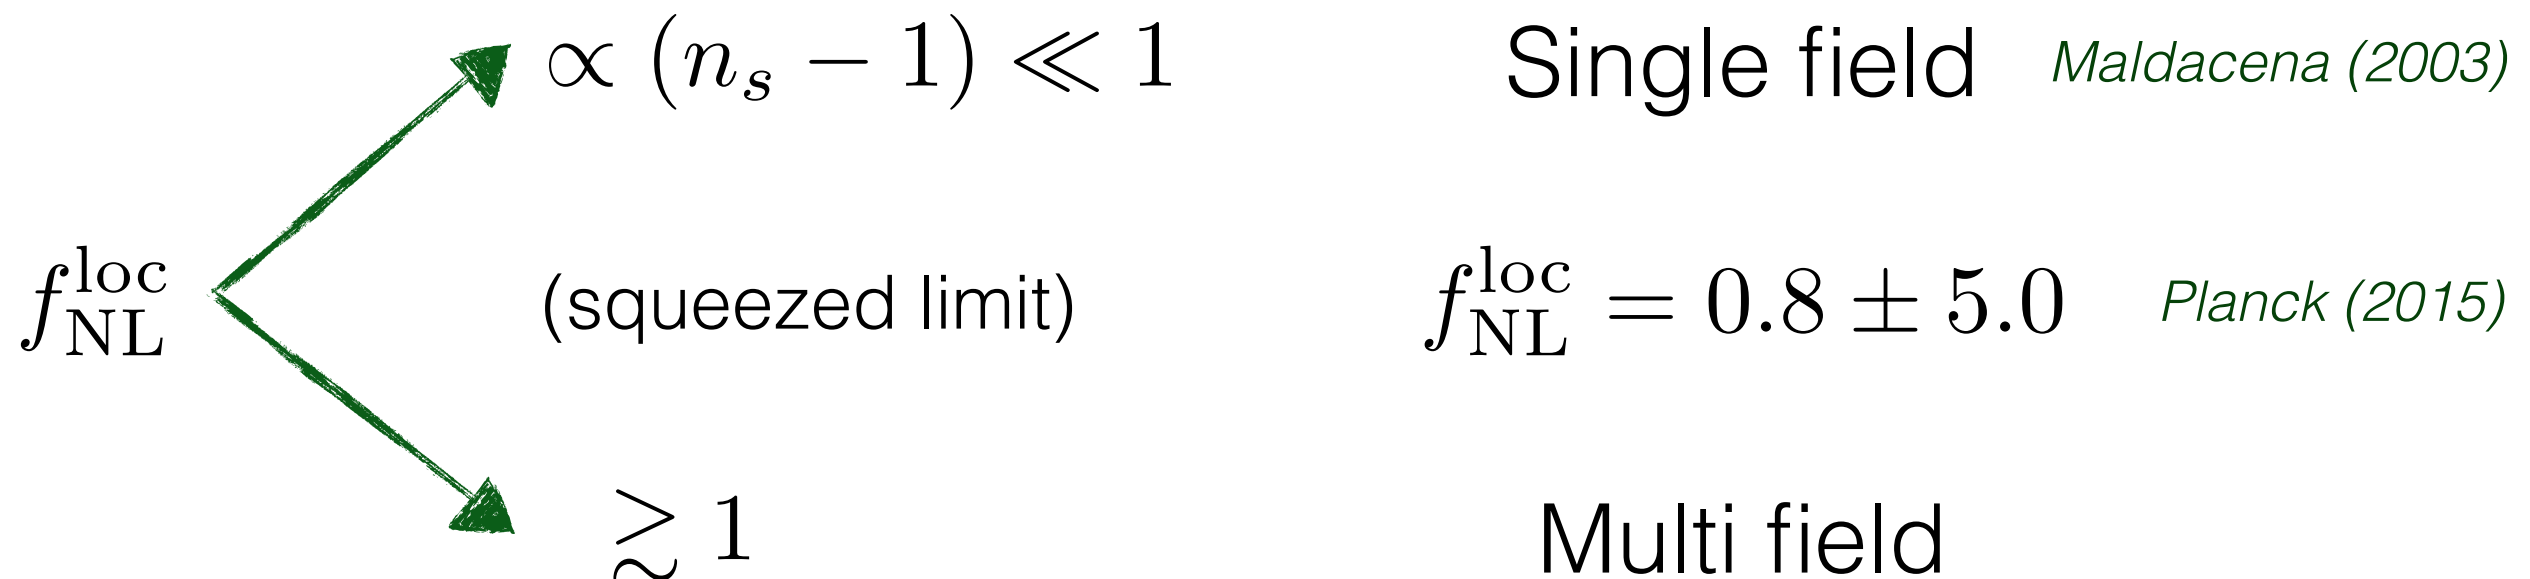 ∝ (n_s − 1) ≪ 1 Single field Maldacena (2003)
f_NL^loc (squeezed limit) f_NL^loc = 0.8 ± 5.0 Planck (2015)
≳ 1 Multi field